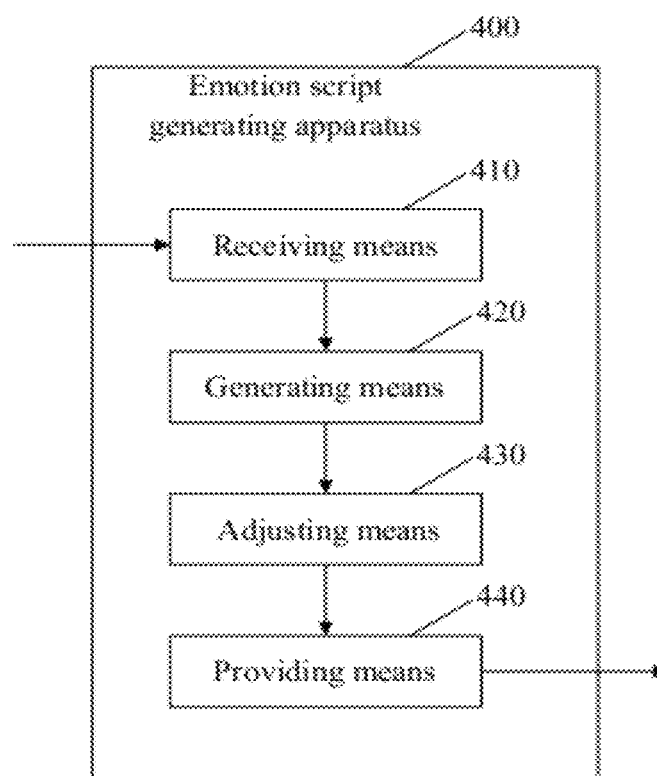 400
Emotion script
generating apparatus
410
Receiving means
420
Generating means
430
Adjusting means
440
Providing means